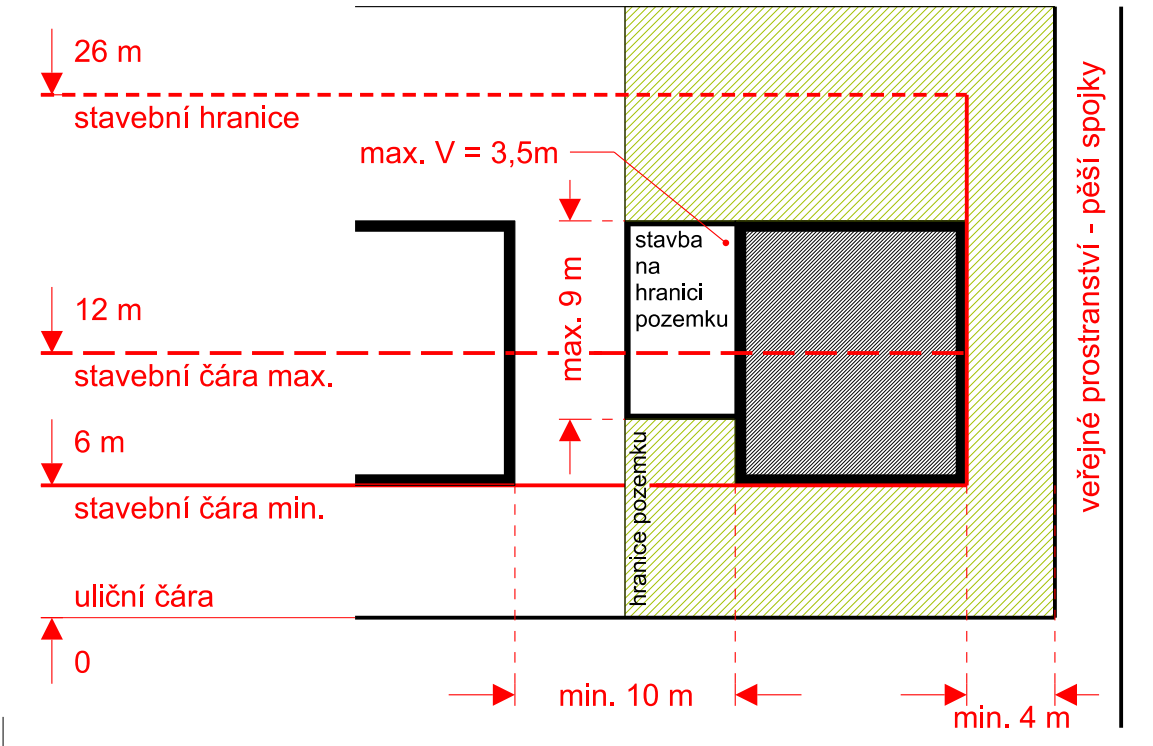 26 m
stavební hranice
max. V = 3,5m
stavba
na
hranici
pozemku
max. 9 m
12 m
stavební čára max.
6 m
stavební čára min.
hranice pozemku
uliční čára
0
min. 10 m
min. 4 m
veřejné prostranství - pěší spojky